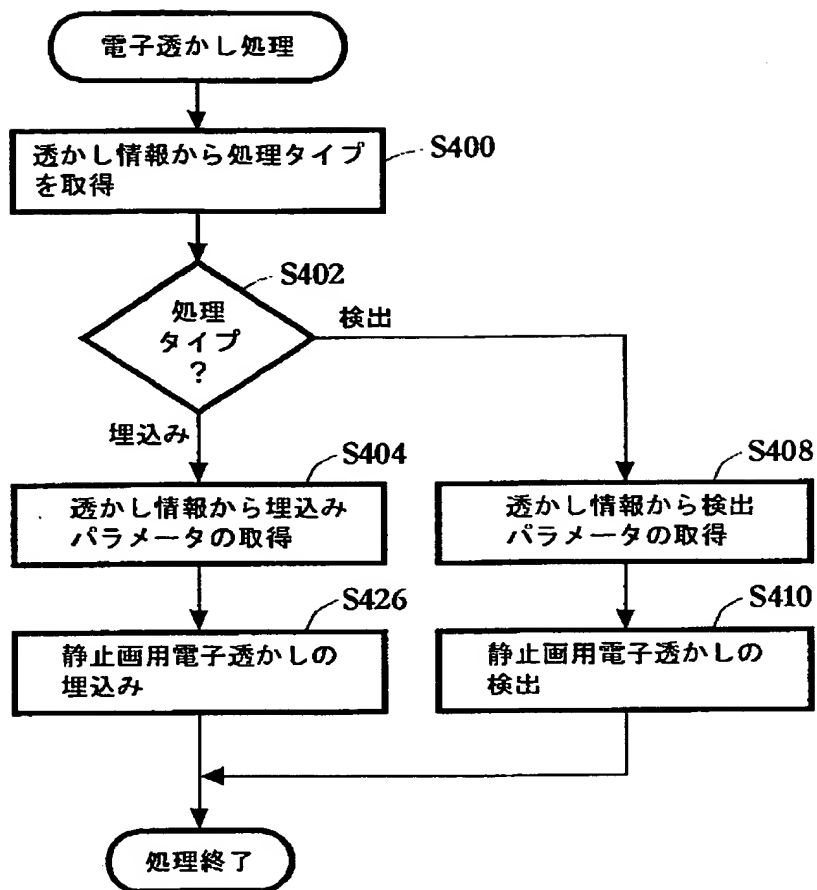 電子透かし処理
透かし情報から処理タイプ
を取得
S400
S402
処理
タイプ
?
検出
埋込み
S404
透かし情報から埋込み
パラメータの取得
S408
透かし情報から検出
パラメータの取得
S426
静止画用電子透かしの
埋込み
S410
静止画用電子透かしの
検出
処理終了